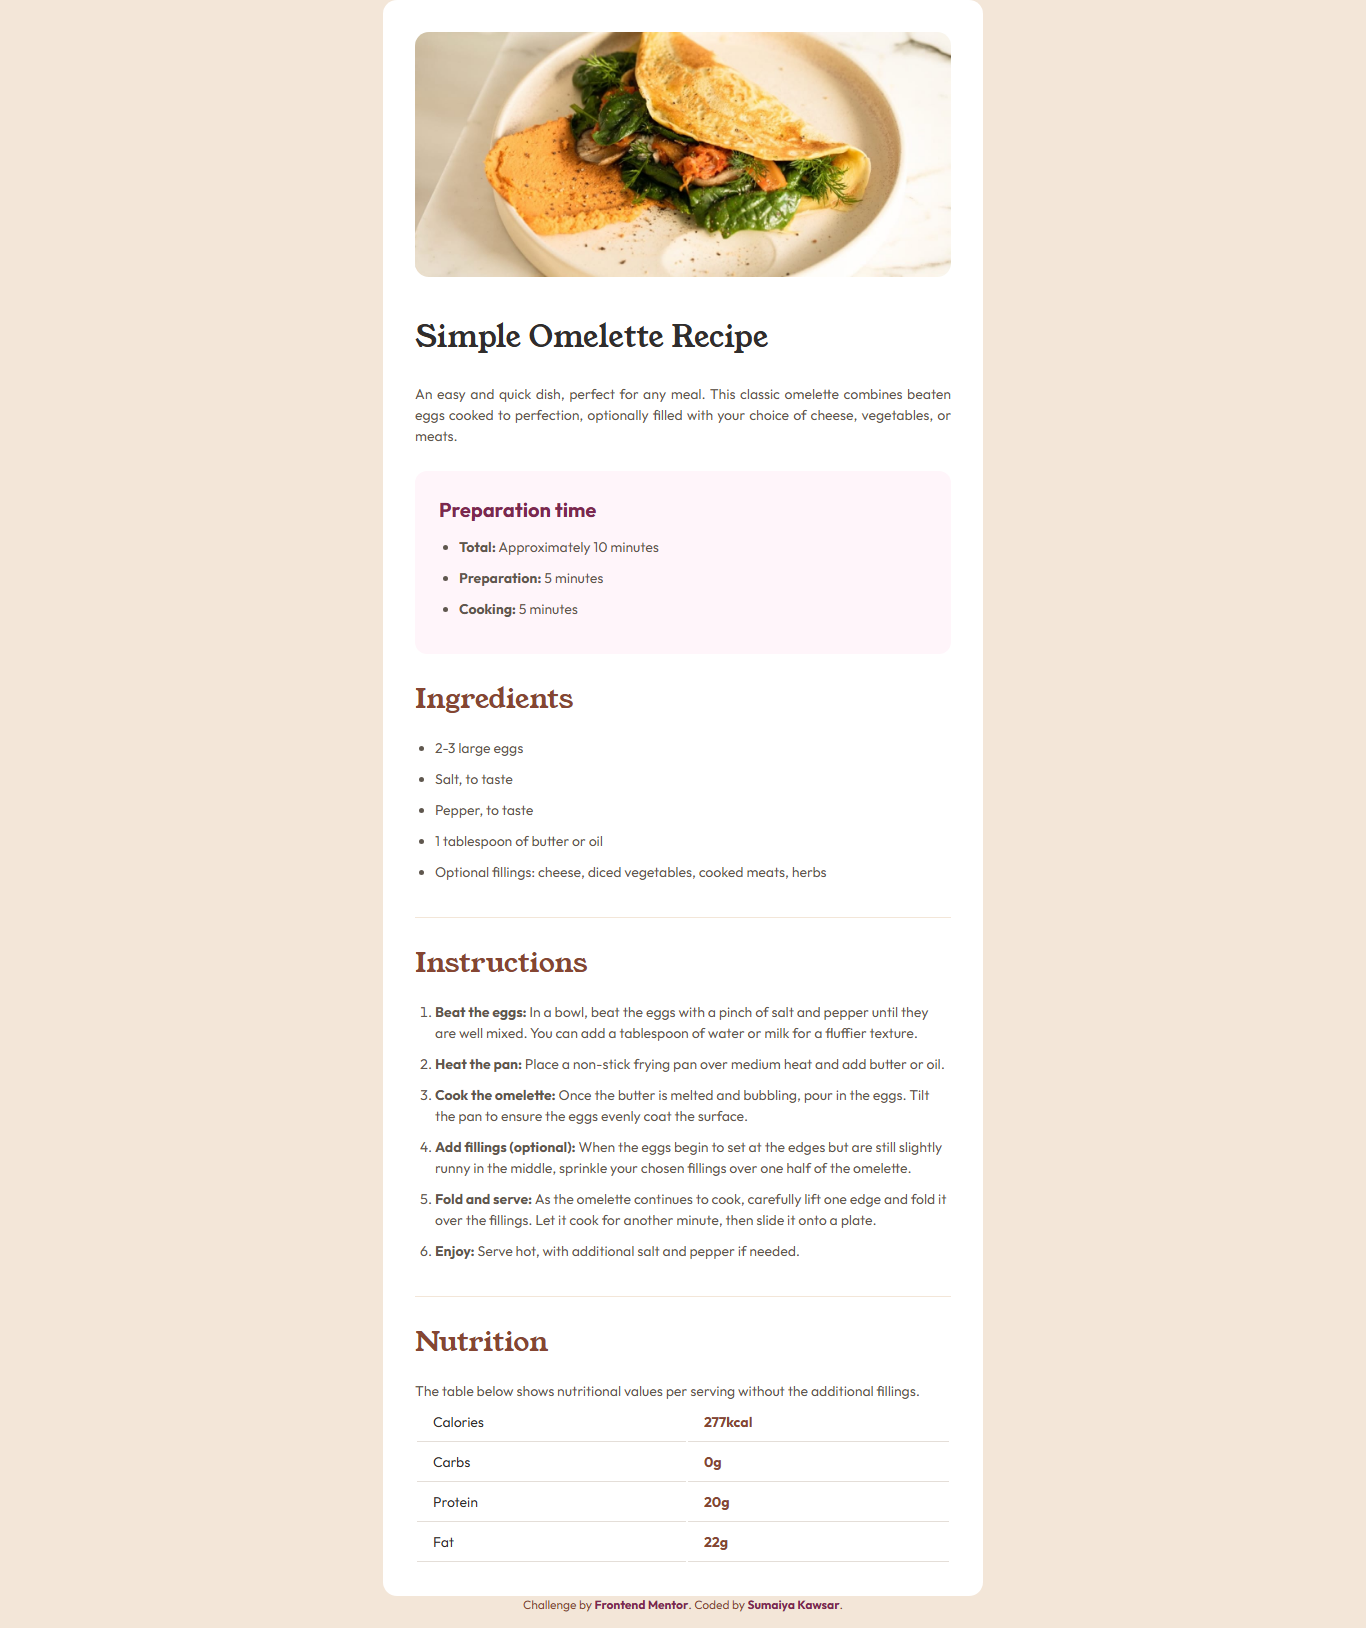 Simple Omelette Recipe
An easy and quick dish, perfect for any meal. This classic omelette combines beaten
eggs cooked to perfection, optionally filled with your choice of cheese, vegetables, or
meats.
Preparation time
• Total: Approximately 10 minutes
• Preparation: 5 minutes
• Cooking: 5 minutes
Ingredients
• 2-3 large eggs
• Salt, to taste
• Pepper, to taste
• 1 tablespoon of butter or oil
• Optional fillings: cheese, diced vegetables, cooked meats, herbs
Instructions
1. Beat the eggs: In a bowl, beat the eggs with a pinch of salt and pepper until they
are well mixed. You can add a tablespoon of water or milk for a fluffier texture.
2. Heat the pan: Place a non-stick frying pan over medium heat and add butter or oil.
3. Cook the omelette: Once the butter is melted and bubbling, pour in the eggs. Tilt
the pan to ensure the eggs evenly coat the surface.
4. Add fillings (optional): When the eggs begin to set at the edges but are still slightly
runny in the middle, sprinkle your chosen fillings over one half of the omelette.
5. Fold and serve: As the omelette continues to cook, carefully lift one edge and fold it
over the fillings. Let it cook for another minute, then slide it onto a plate.
6. Enjoy: Serve hot, with additional salt and pepper if needed.
Nutrition
The table below shows nutritional values per serving without the additional fillings.
Calories 277kcal
Carbs 0g
Protein 20g
Fat 22g
Challenge by Frontend Mentor. Coded by Sumaiya Kawsar.